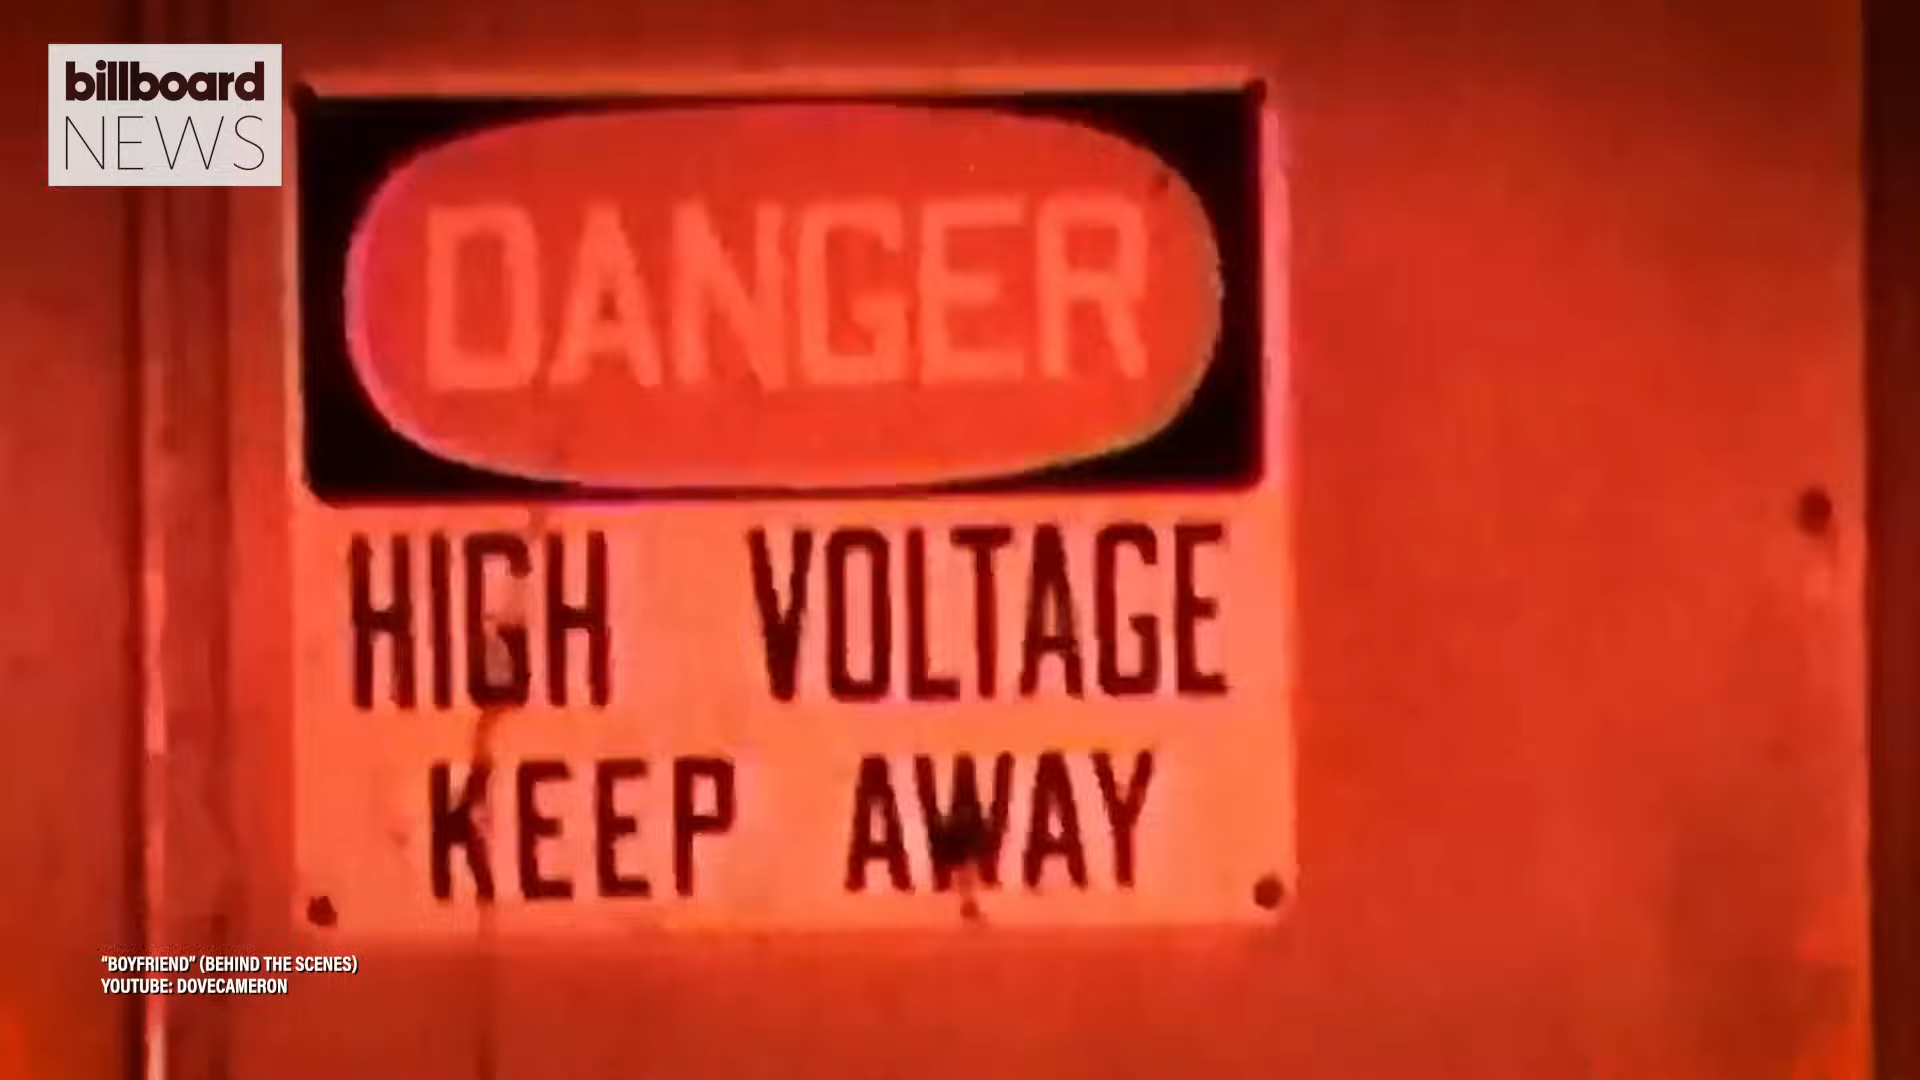 billboard
NEWS
DANGER
HIGH VOLTAGE
KEEP AWAY
“BOYFRIEND” (BEHIND THE SCENES)
YOUTUBE: DOVECAMERON